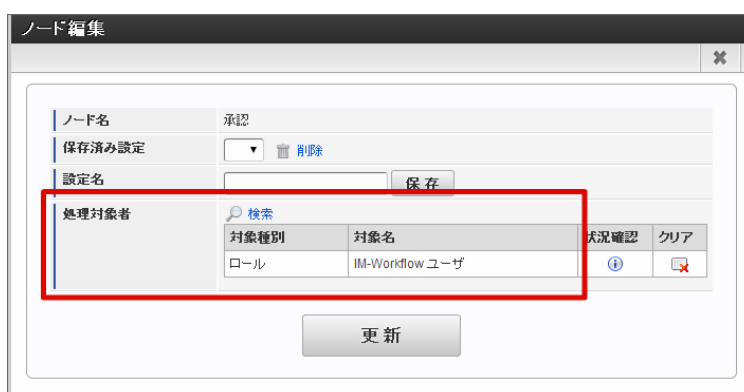 ノード編集
ノード名 承認
保存済み設定 削除
設定名 保存
処理対象者 検索
対象種別 対象名 状況確認 クリア
ロール IM-Workflow ユーザ
更新